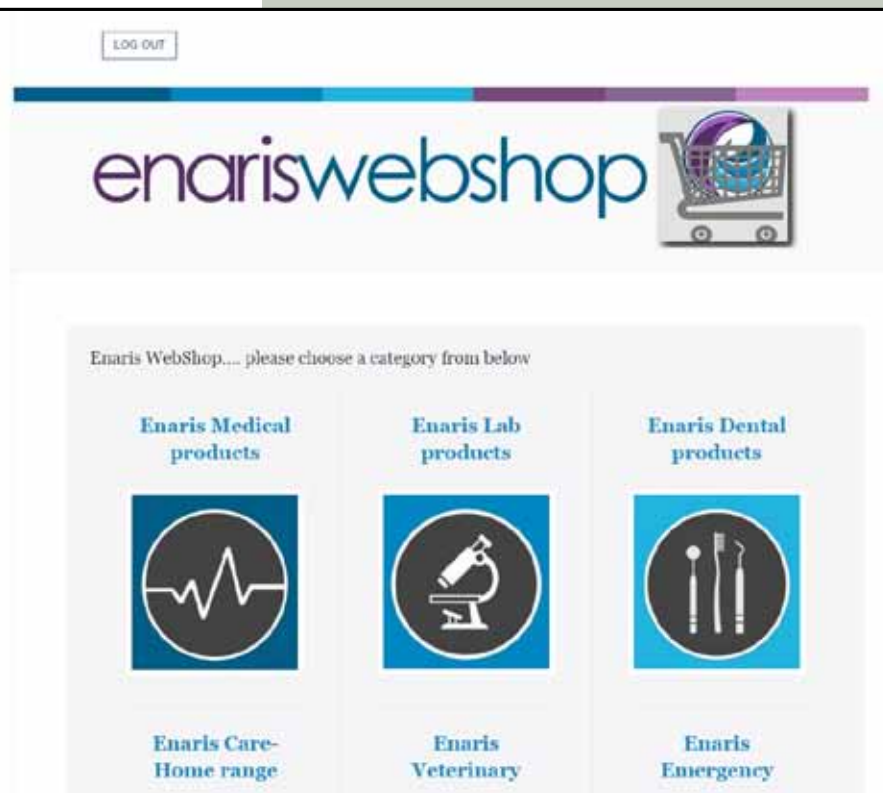 LOG OUT
enariswebshop
Enaris WebShop.... please choose a category from below
Enaris Medical
products
Enaris Lab
products
Enaris Dental
products
Enaris Care-
Home range
Enaris
Veterinary
Enaris
Emergency